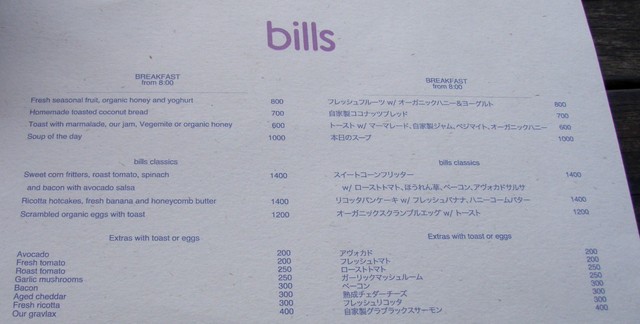 bills
BREAKFAST
from 8:00
Fresh seasonal fruit, organic honey and yoghurt 600
Homemade toasted coconut bread 700
Toast with marmalade, our jam, Vegemite or organic honey 600
Soup of the day 1000
bills classics
Sweet corn fritters, roast tomato, spinach 1400
and bacon with avocado salsa
Ricotta hotcakes, fresh banana and honeycomb butter 1400
Scrambled organic eggs with toast 1200
Extras with toast or eggs
Avocado 200
Fresh tomato 200
Roast tomato 250
Garlic mushrooms 250
Bacon 300
Aged cheddar 300
Fresh ricotta 300
Our gravlax 400
BREAKFAST
from 8:00
フレッシュフルーツ w/ オーガニックハニー&ヨーグルト 600
自家製ココナッツブレッド 700
トースト w/ マーマレード、自家製ジャム、ベジマイト、オーガニックハニー 600
本日のスープ 1000
bills classics
スイートコーンフリッター 1400
w/ ローストトマト、ほうれん草、ベーコン、アヴォカドサルサ
リコッタパンケーキ w/ フレッシュバナナ、ハニーコームバター 1400
オーガニックスクランブルエッグ w/ トースト 1200
Extras with toast or eggs
アヴォカド 200
フレッシュトマト 200
ローストトマト 250
ガーリックマッシュルーム 250
ベーコン 300
熟成チェダーチーズ 300
フレッシュリコッタ 300
自家製グラブラックスサーモン 400